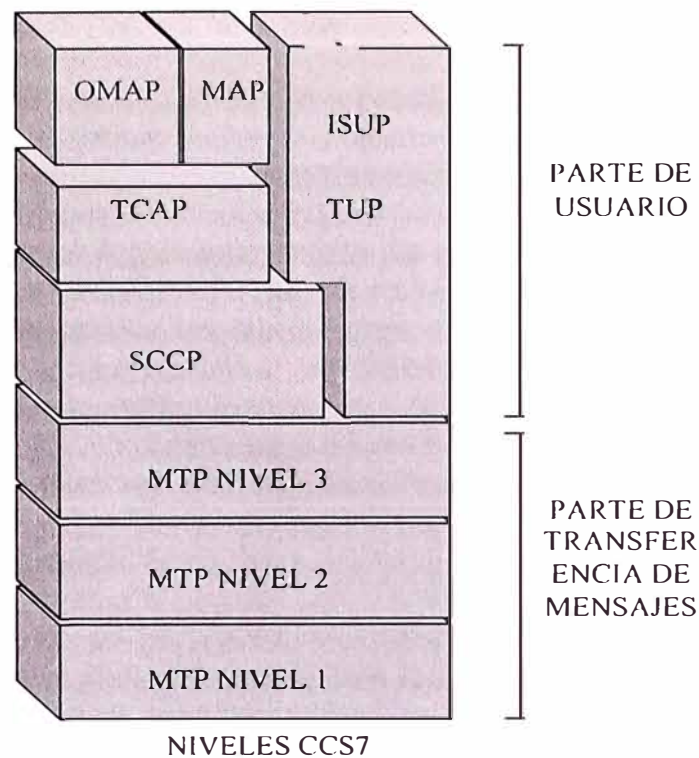 OMAP
MAP
ISUP
TCAP
TUP
SCCP
MTP NIVEL 3
MTP NIVEL 2
MTP NIVEL 1
PARTE DE
USUARIO
PARTE DE
TRANSFER
ENCIA DE
MENSAJES
NIVELES CCS7